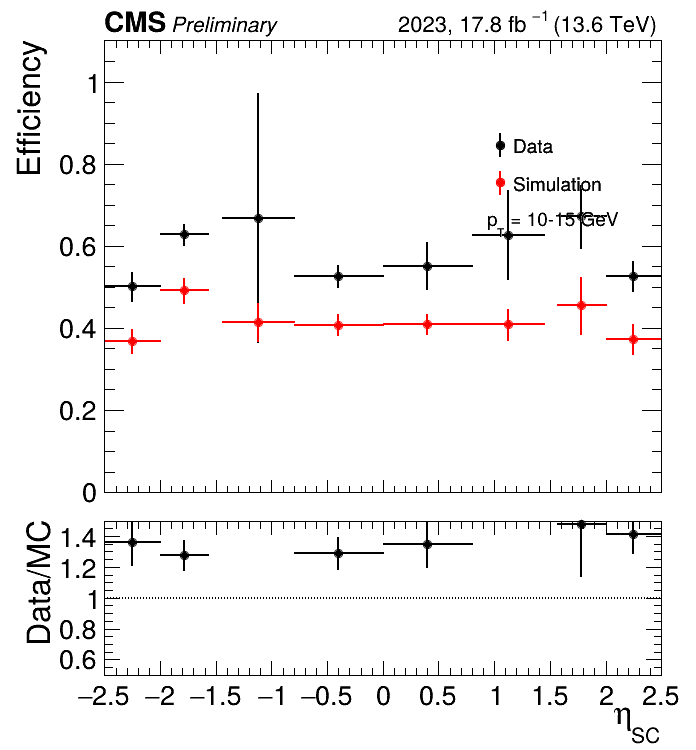 CMS Preliminary 2023, 17.8 fb⁻¹ (13.6 TeV)
Efficiency
1
0.8
0.6
0.4
0.2
0
Data
Simulation
p_T = 10-15 GeV
Data/MC
1.4
1.2
1
0.8
0.6
−2.5 −2 −1.5 −1 −0.5 0 0.5 1 1.5 2 2.5
η_SC